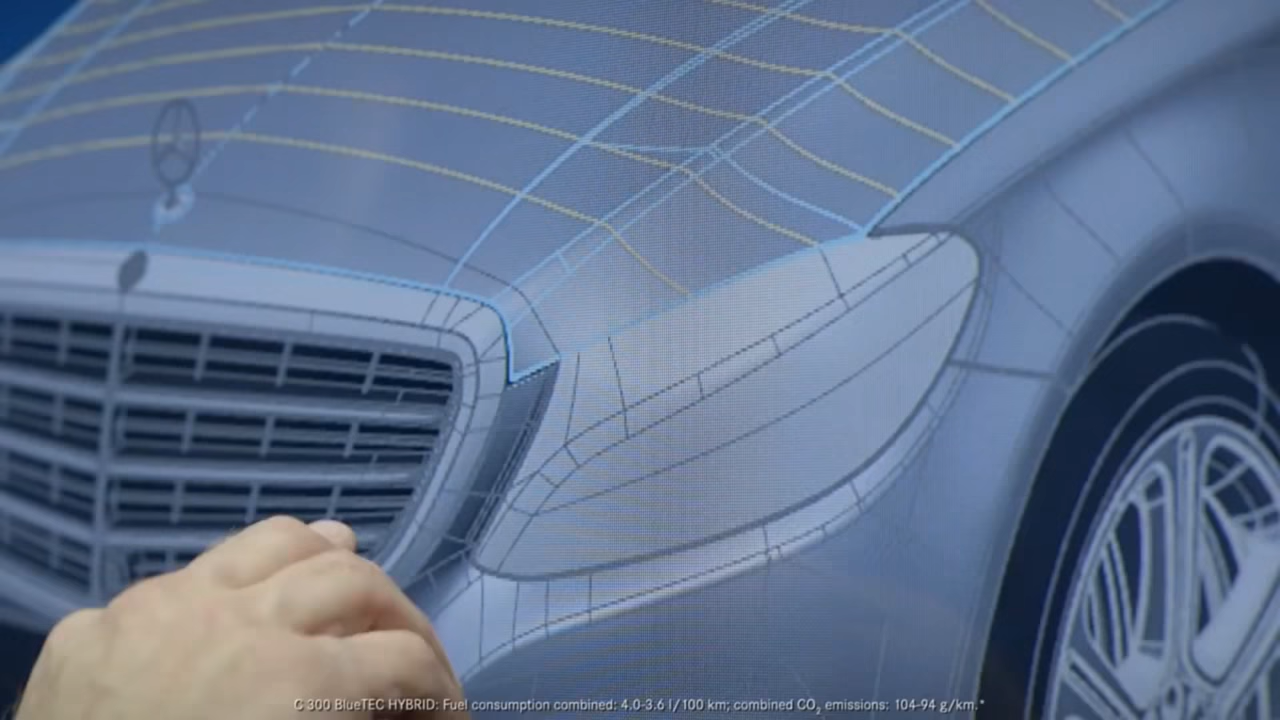 C 300 BlueTEC HYBRID: Fuel consumption combined: 4.0-3.6 l/100 km; combined CO₂ emissions: 104-94 g/km.*